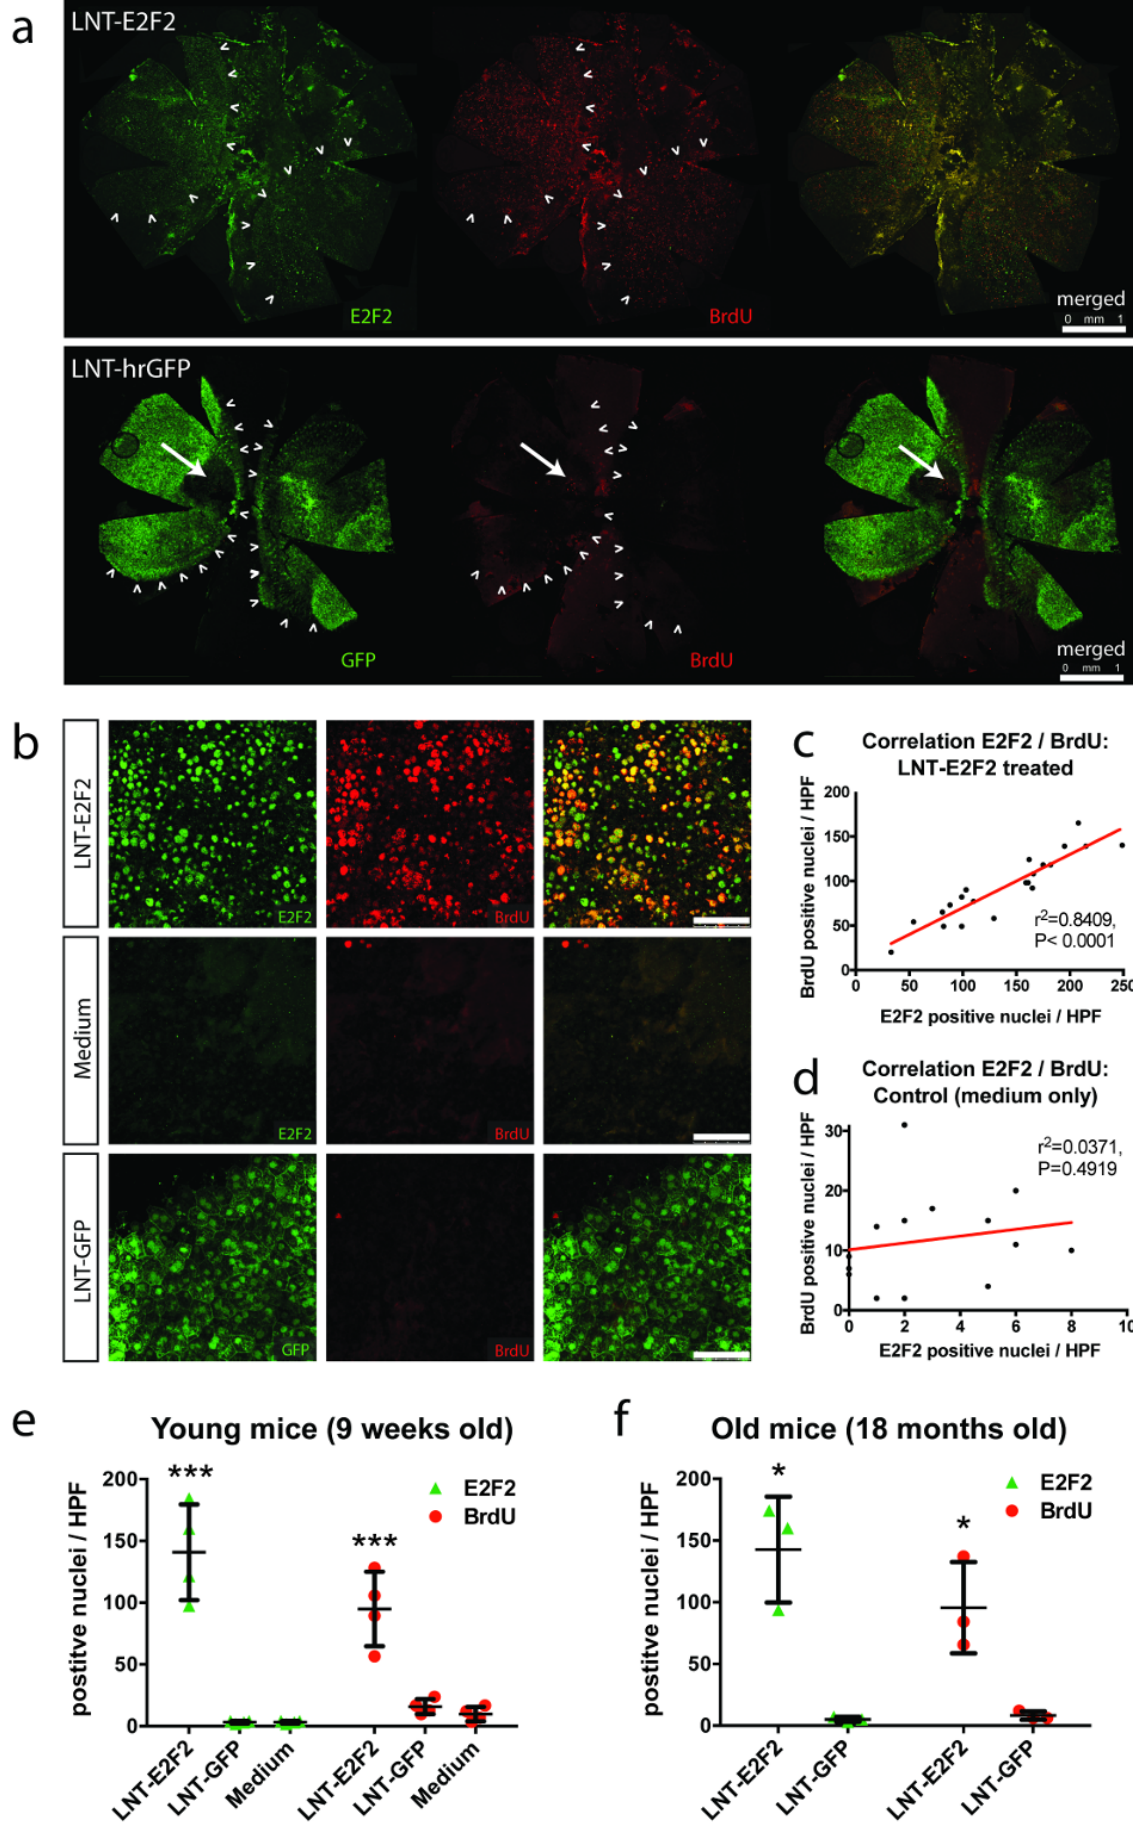 a
LNT-E2F2
E2F2
BrdU
merged
0 mm 1
LNT-hrGFP
GFP
BrdU
merged
0 mm 1
b
LNT-E2F2
E2F2
BrdU
Medium
E2F2
BrdU
LNT-GFP
GFP
BrdU
c
Correlation E2F2 / BrdU:
LNT-E2F2 treated
BrdU positive nuclei / HPF
200
150
100
50
0
r²=0.8409,
P< 0.0001
0 50 100 150 200 250
E2F2 positive nuclei / HPF
d
Correlation E2F2 / BrdU:
Control (medium only)
BrdU positive nuclei / HPF
30
20
10
0
r²=0.0371,
P=0.4919
0 2 4 6 8 10
E2F2 positive nuclei / HPF
e
Young mice (9 weeks old)
postitve nuclei / HPF
200
150
100
50
0
***
***
E2F2
BrdU
LNT-E2F2 LNT-GFP Medium LNT-E2F2 LNT-GFP Medium
f
Old mice (18 months old)
postitve nuclei / HPF
200
150
100
50
0
*
*
E2F2
BrdU
LNT-E2F2 LNT-GFP LNT-E2F2 LNT-GFP